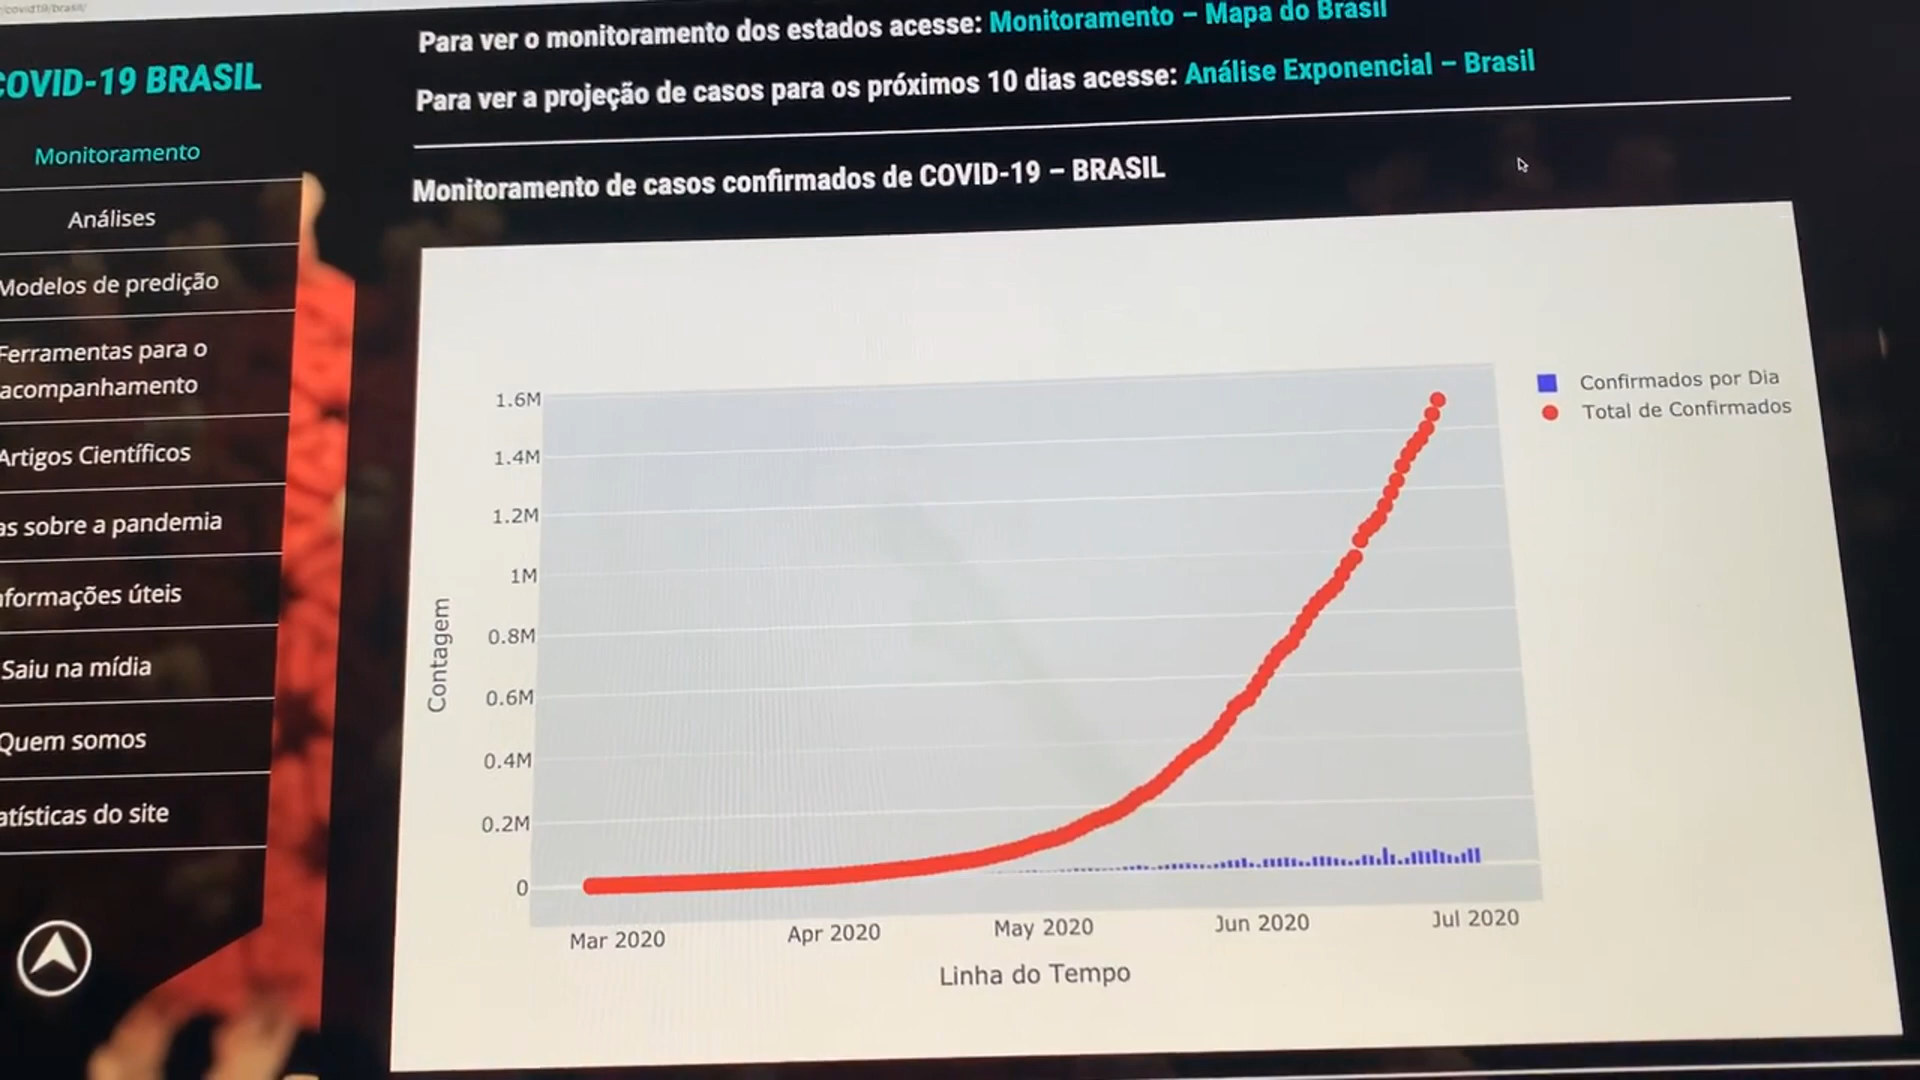 /covid19/brasil/
COVID-19 BRASIL
Monitoramento
Análises
Modelos de predição
Ferramentas para o
acompanhamento
Artigos Científicos
as sobre a pandemia
nformações úteis
Saiu na mídia
Quem somos
atísticas do site
Para ver o monitoramento dos estados acesse: Monitoramento – Mapa do Brasil
Para ver a projeção de casos para os próximos 10 dias acesse: Análise Exponencial – Brasil
Monitoramento de casos confirmados de COVID-19 – BRASIL
Confirmados por Dia
Total de Confirmados
1.6M
1.4M
1.2M
1M
0.8M
0.6M
0.4M
0.2M
0
Contagem
Mar 2020
Apr 2020
May 2020
Jun 2020
Jul 2020
Linha do Tempo